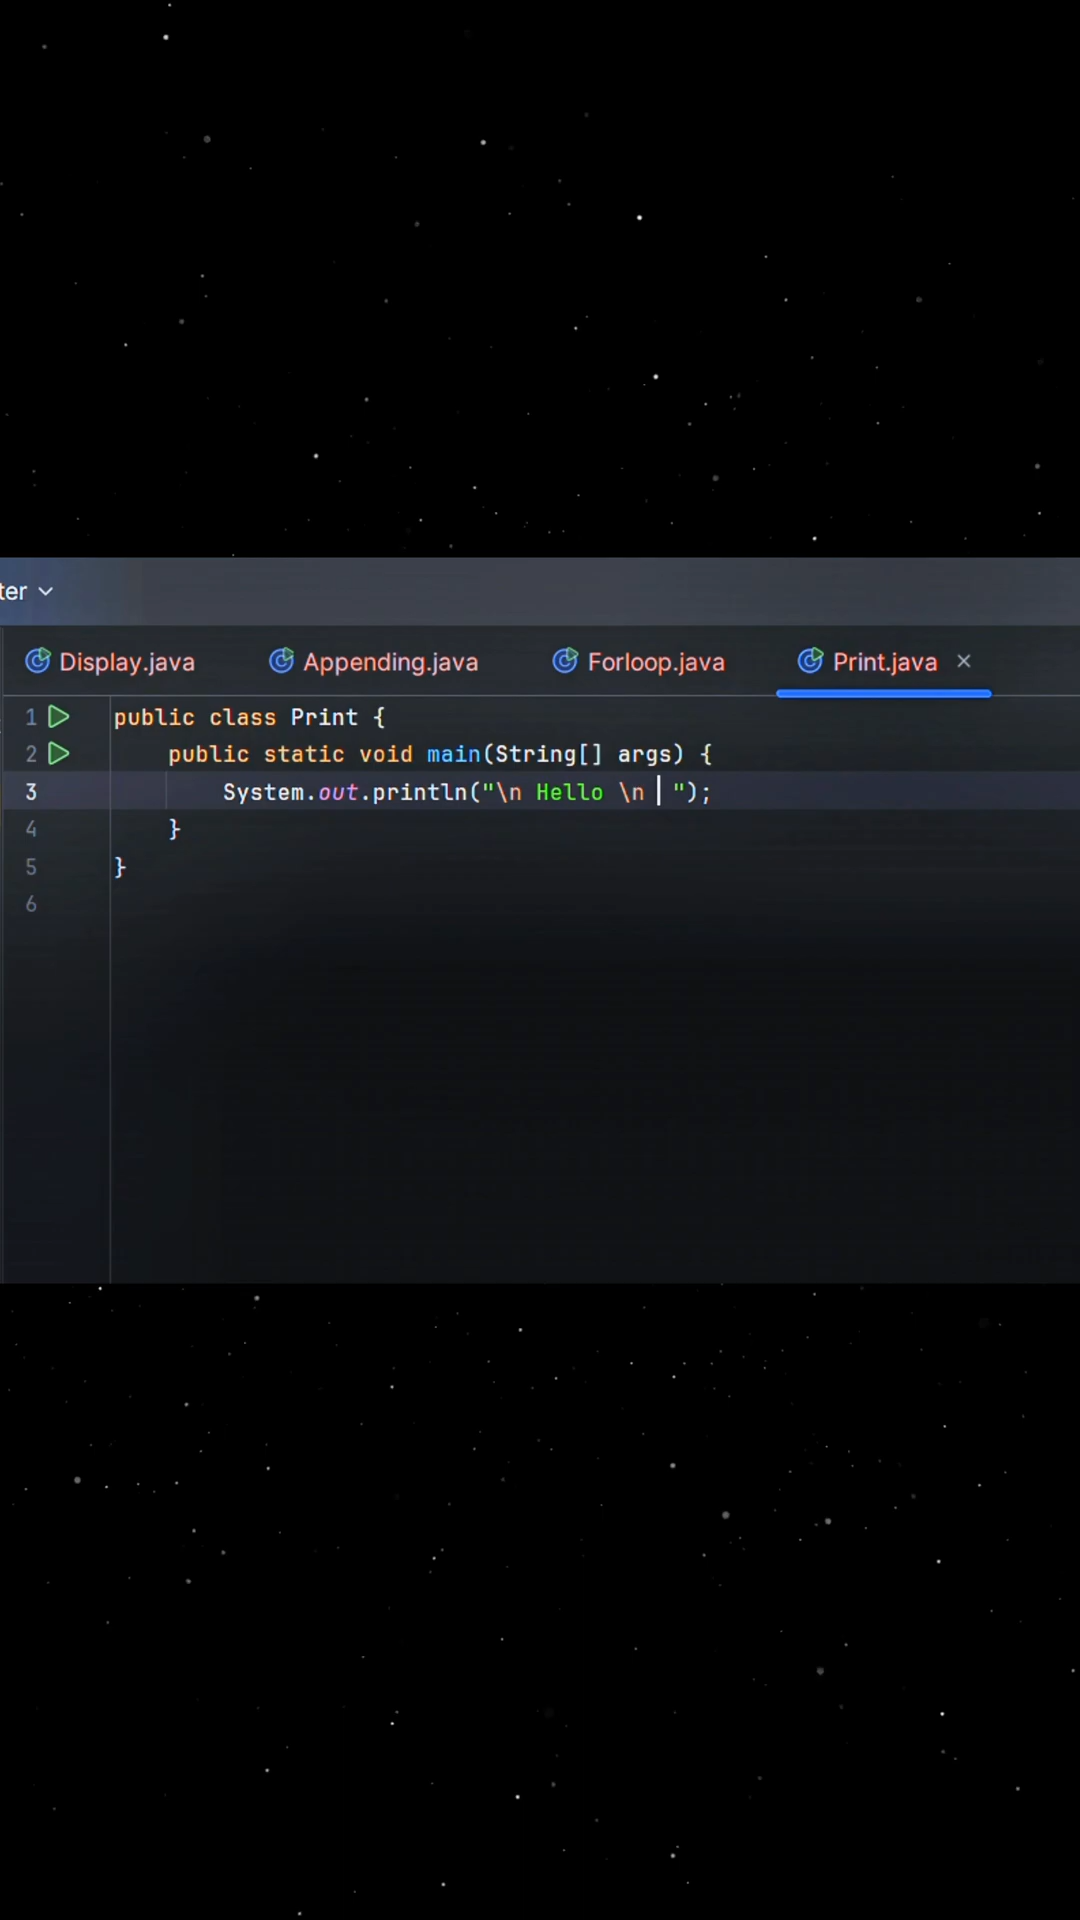 ter
Display.java Appending.java Forloop.java Print.java
1 public class Print {
2 public static void main(String[] args) {
3 System.out.println("\n Hello \n  ");
4 }
5 }
6